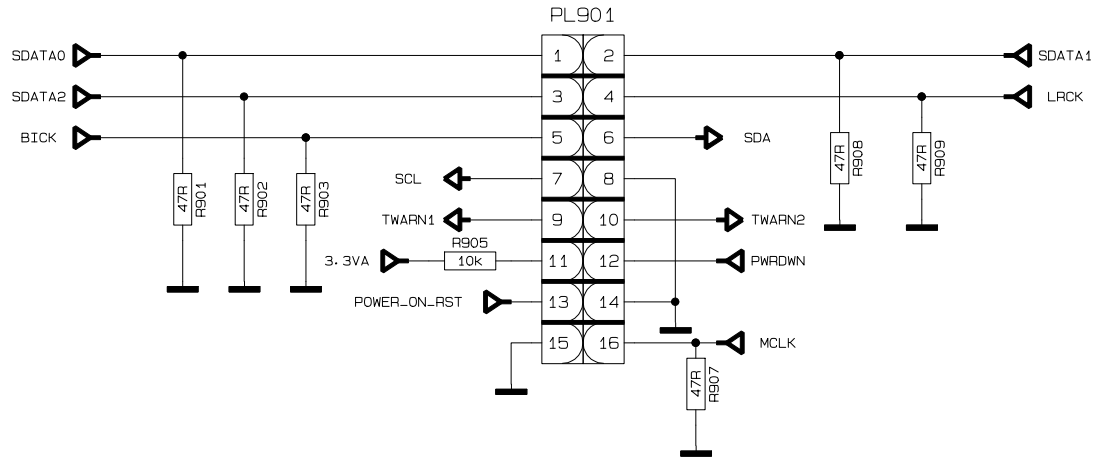 PL901
SDATA0 1 2 SDATA1
SDATA2 3 4 LRCK
BICK 5 6 SDA
47R R908
47R R909
SCL 7 8
47R R901
47R R902
47R R903
TWARN1 9 10 TWARN2
R905
3.3VA 10k 11 12 PWRDWN
POWER_ON_RST 13 14
15 16 MCLK
47R R907